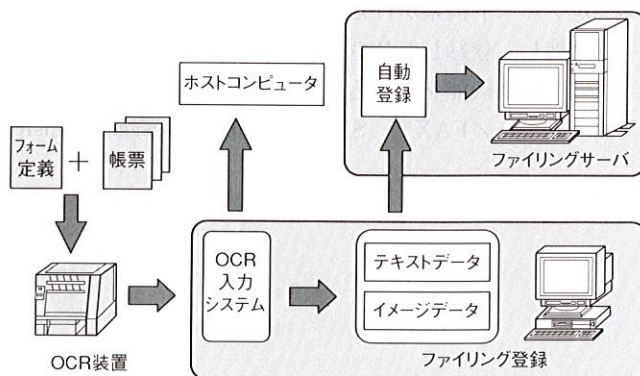 ホストコンピュータ
自動
登録
ファイリングサーバ
フォーム
定義
+
帳票
OCR
入力
システム
テキストデータ
イメージデータ
OCR装置
ファイリング登録